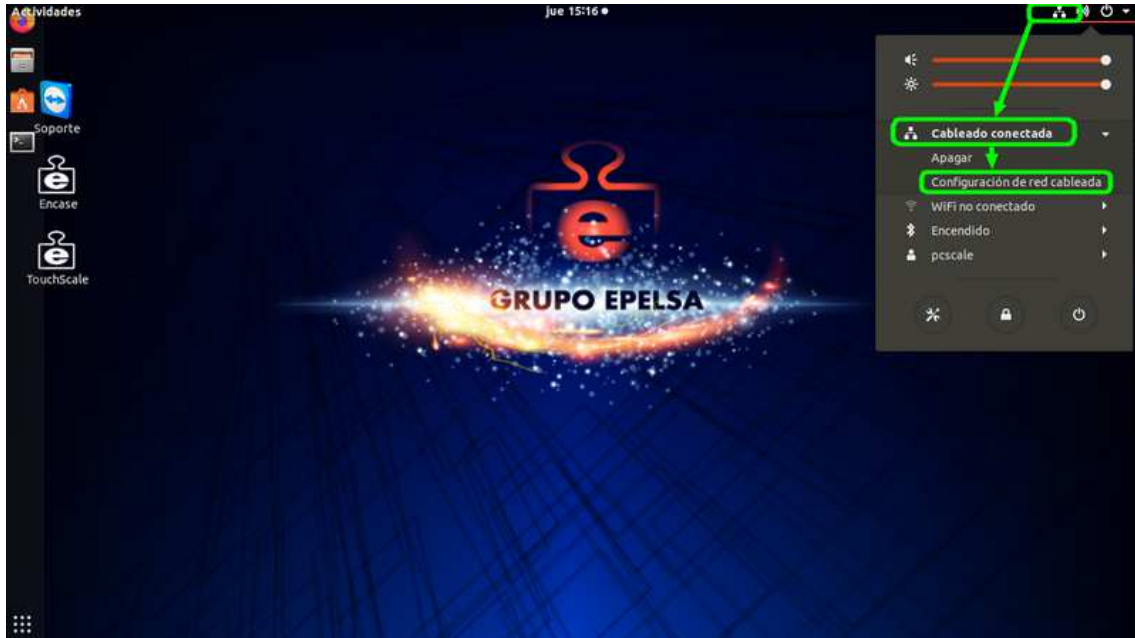 Actividades
jue 15:16
Soporte
Encase
TouchScale
e
GRUPO EPELSA
Cableado conectada
Apagar
Configuración de red cableada
WiFi no conectado
Encendido
pcscale